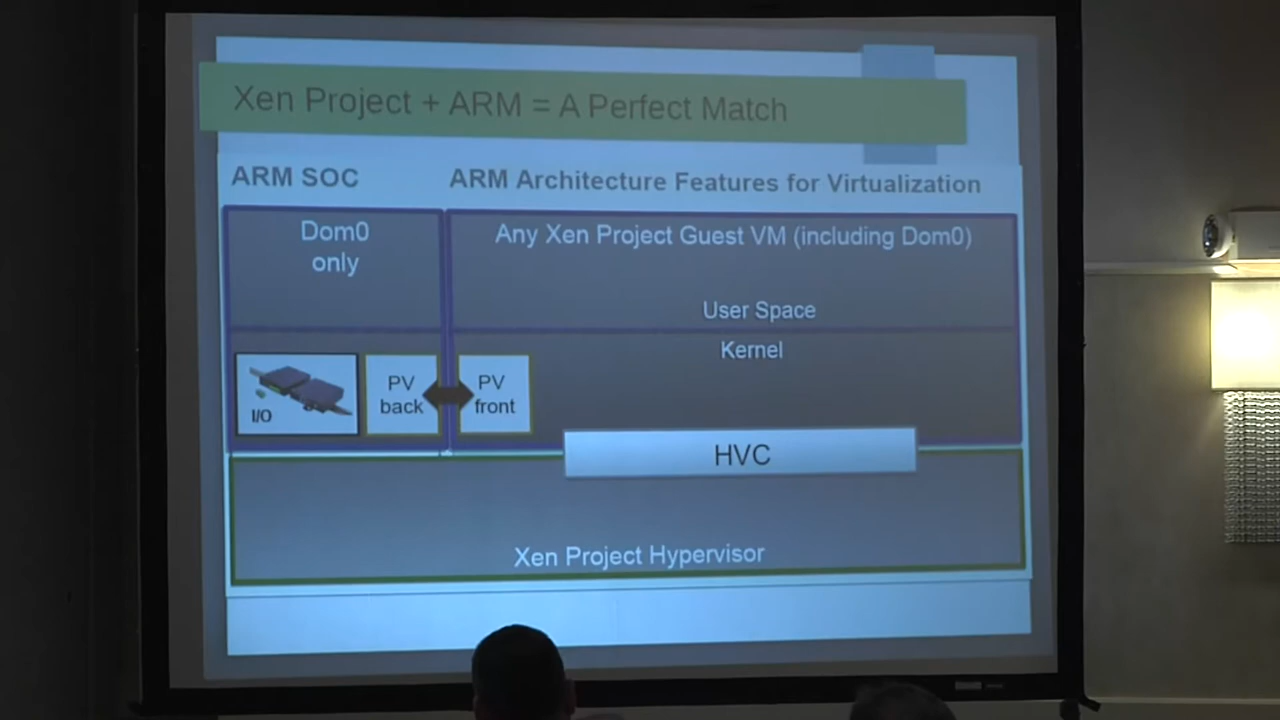 Xen Project + ARM = A Perfect Match
ARM SOC
ARM Architecture Features for Virtualization
Dom0
only
Any Xen Project Guest VM (including Dom0)
User Space
Kernel
I/O
PV
back
PV
front
HVC
Xen Project Hypervisor